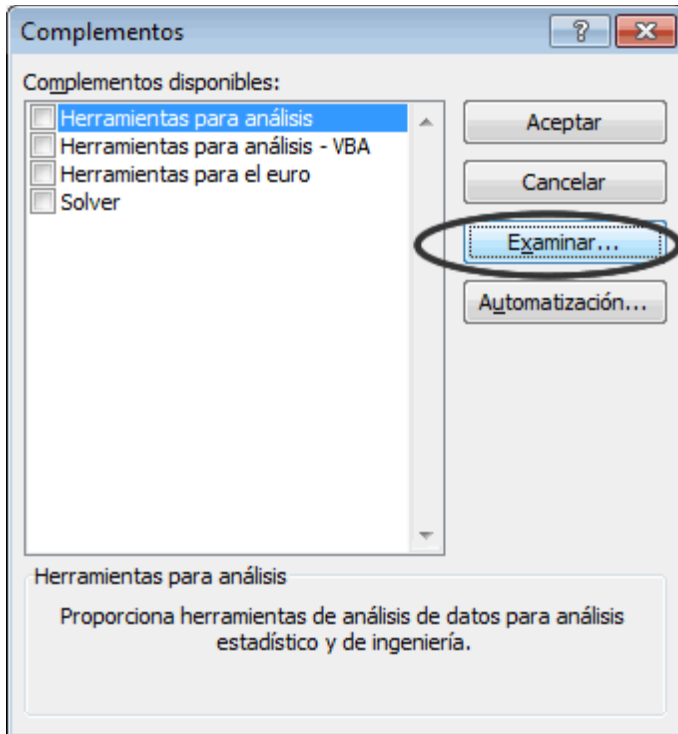 Complementos
Complementos disponibles:
Herramientas para análisis
Herramientas para análisis - VBA
Herramientas para el euro
Solver
Aceptar
Cancelar
Examinar...
Automatización...
Herramientas para análisis
Proporciona herramientas de análisis de datos para análisis
estadístico y de ingeniería.